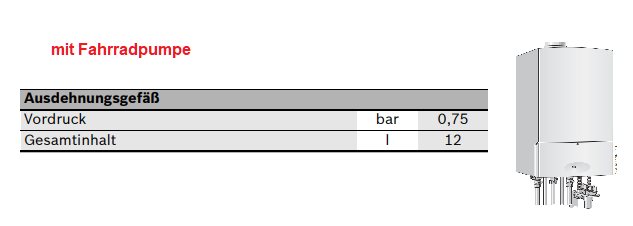 mit Fahrradpumpe
Ausdehnungsgefäß
Vordruck bar 0,75
Gesamtinhalt l 12